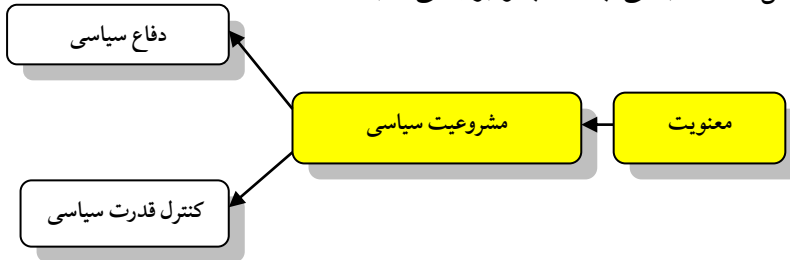 دفاع سیاسی
معنویت
مشروعیت سیاسی
کنترل قدرت سیاسی